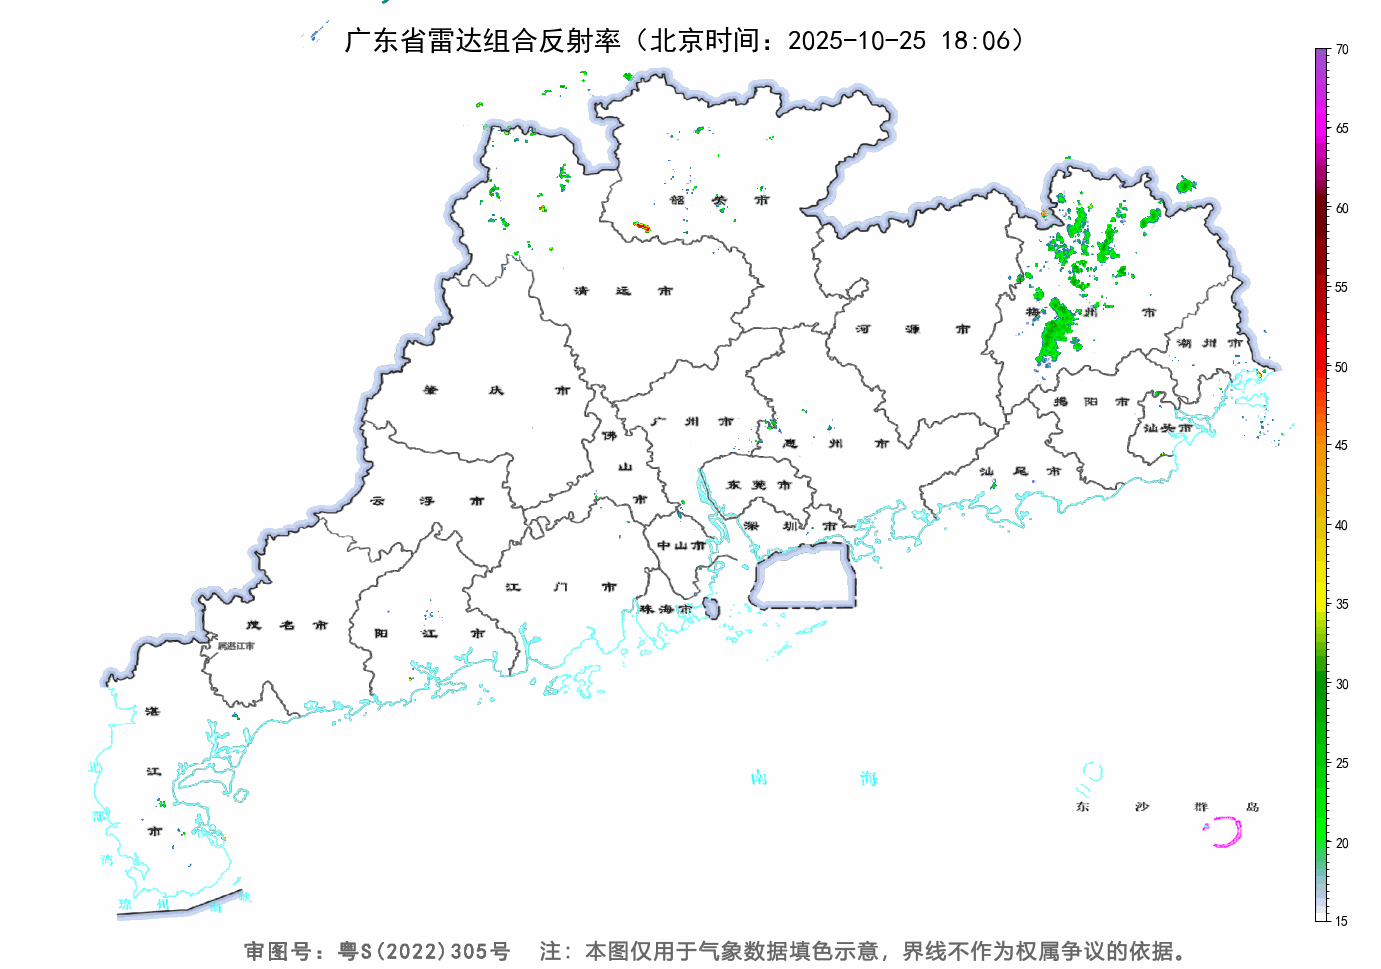 广东省雷达组合反射率（北京时间：2025-10-25 18:06）
70
65
60
55
50
45
40
35
30
25
20
15
韶关市
清远市
河源市
梅州市
潮州市
肇庆市
广州市
揭阳市
佛山市
惠州市
汕头市
云浮市
东莞市
汕尾市
深圳市
中山市
江门市
珠海市
茂名市
阳江市
属湛江市
湛江市
北部湾
南海
东沙群岛
琼州海峡
审图号：粤S(2022)305号 注：本图仅用于气象数据填色示意，界线不作为权属争议的依据。